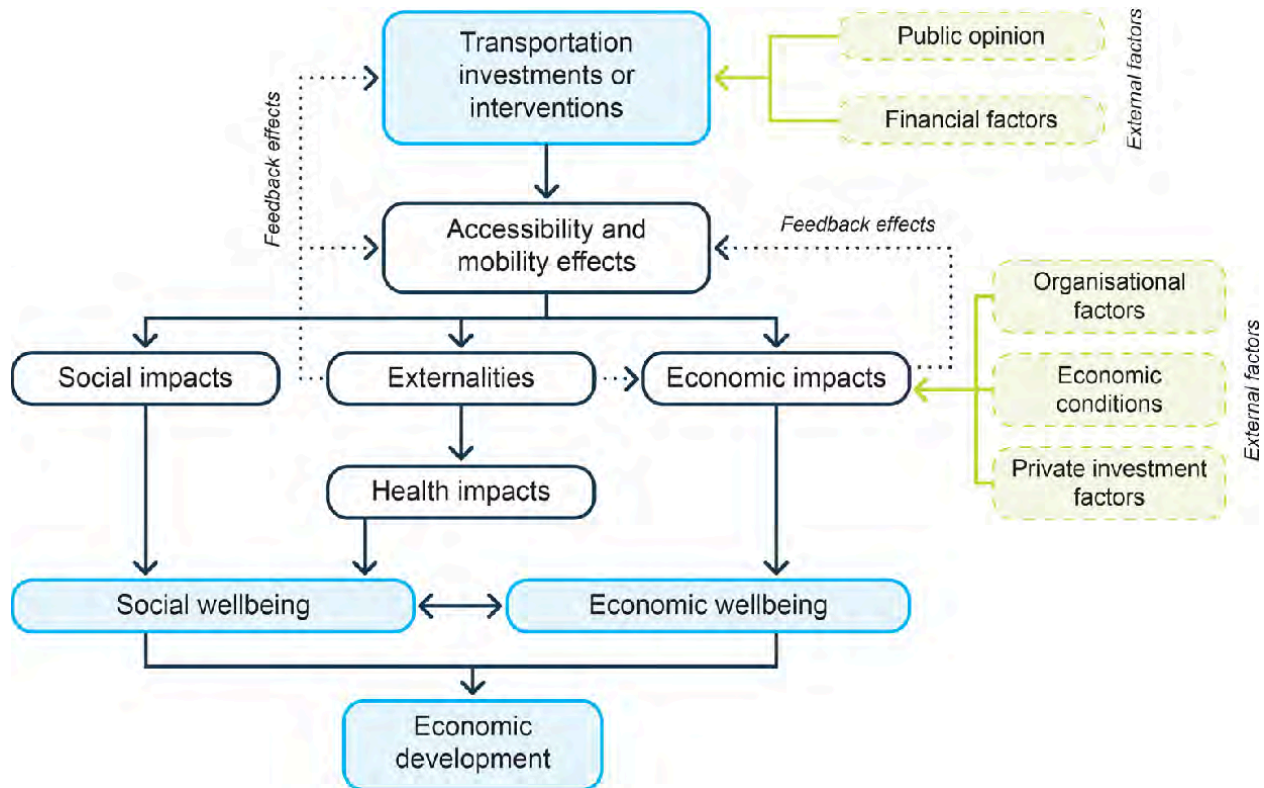 Transportation
investments or
interventions
Public opinion
Financial factors
External factors
Feedback effects
Accessibility and
mobility effects
Feedback effects
Organisational
factors
Economic
conditions
Private investment
factors
External factors
Social impacts
Externalities
Economic impacts
Health impacts
Social wellbeing
Economic wellbeing
Economic
development